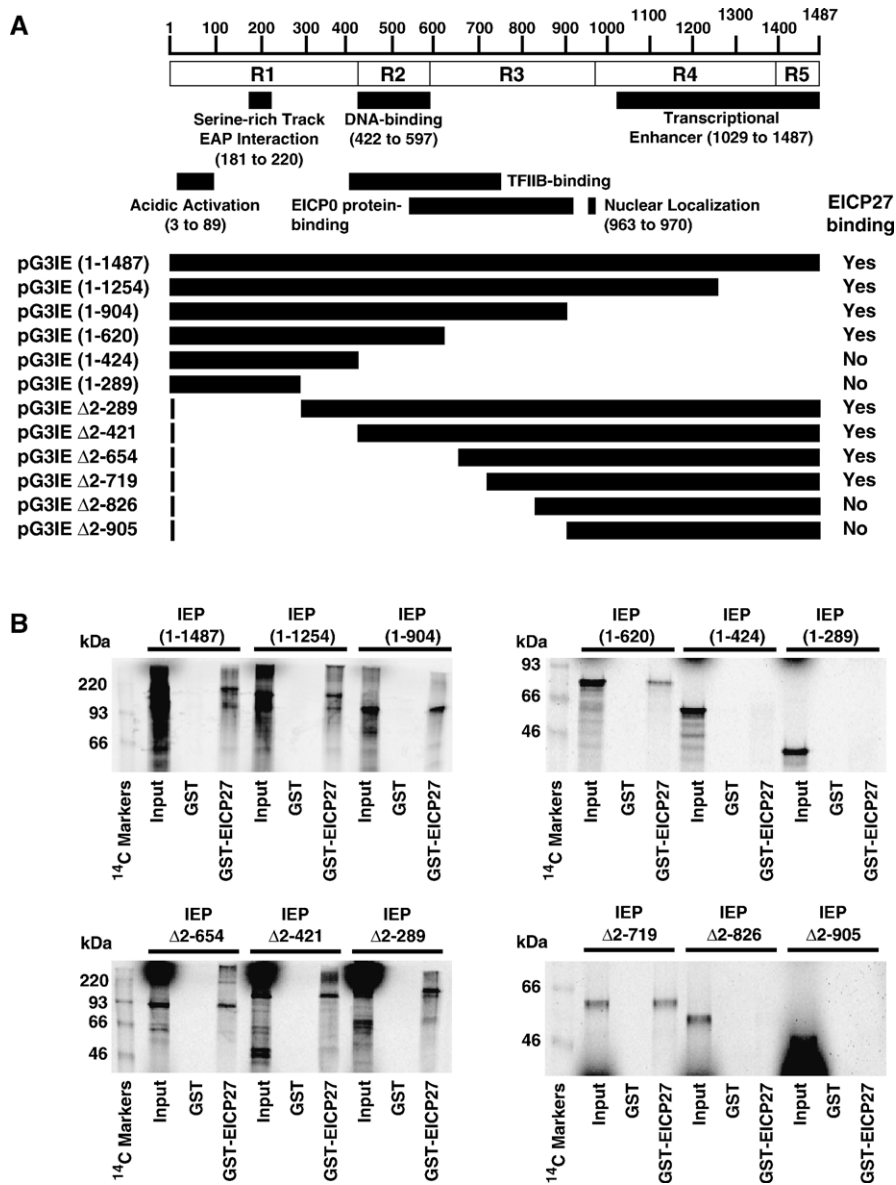 A
1 100 200 300 400 500 600 700 800 900 1000 1100 1200 1300 1400 1487
R1 R2 R3 R4 R5
Serine-rich Track
EAP Interaction
(181 to 220)
DNA-binding
(422 to 597)
Transcriptional
Enhancer (1029 to 1487)
Acidic Activation
(3 to 89)
TFIIB-binding
EICP0 protein-
binding
Nuclear Localization
(963 to 970)
EICP27
binding
pG3IE (1-1487) Yes
pG3IE (1-1254) Yes
pG3IE (1-904) Yes
pG3IE (1-620) Yes
pG3IE (1-424) No
pG3IE (1-289) No
pG3IE Δ2-289 Yes
pG3IE Δ2-421 Yes
pG3IE Δ2-654 Yes
pG3IE Δ2-719 Yes
pG3IE Δ2-826 No
pG3IE Δ2-905 No
B
kDa
IEP
(1-1487)
IEP
(1-1254)
IEP
(1-904)
220
93
66
14C Markers
Input
GST
GST-EICP27
Input
GST
GST-EICP27
Input
GST
GST-EICP27
kDa
IEP
(1-620)
IEP
(1-424)
IEP
(1-289)
93
66
46
14C Markers
Input
GST
GST-EICP27
Input
GST
GST-EICP27
Input
GST
GST-EICP27
kDa
IEP
Δ2-654
IEP
Δ2-421
IEP
Δ2-289
220
93
66
46
14C Markers
Input
GST
GST-EICP27
Input
GST
GST-EICP27
Input
GST
GST-EICP27
kDa
IEP
Δ2-719
IEP
Δ2-826
IEP
Δ2-905
66
46
14C Markers
Input
GST
GST-EICP27
Input
GST
GST-EICP27
Input
GST
GST-EICP27